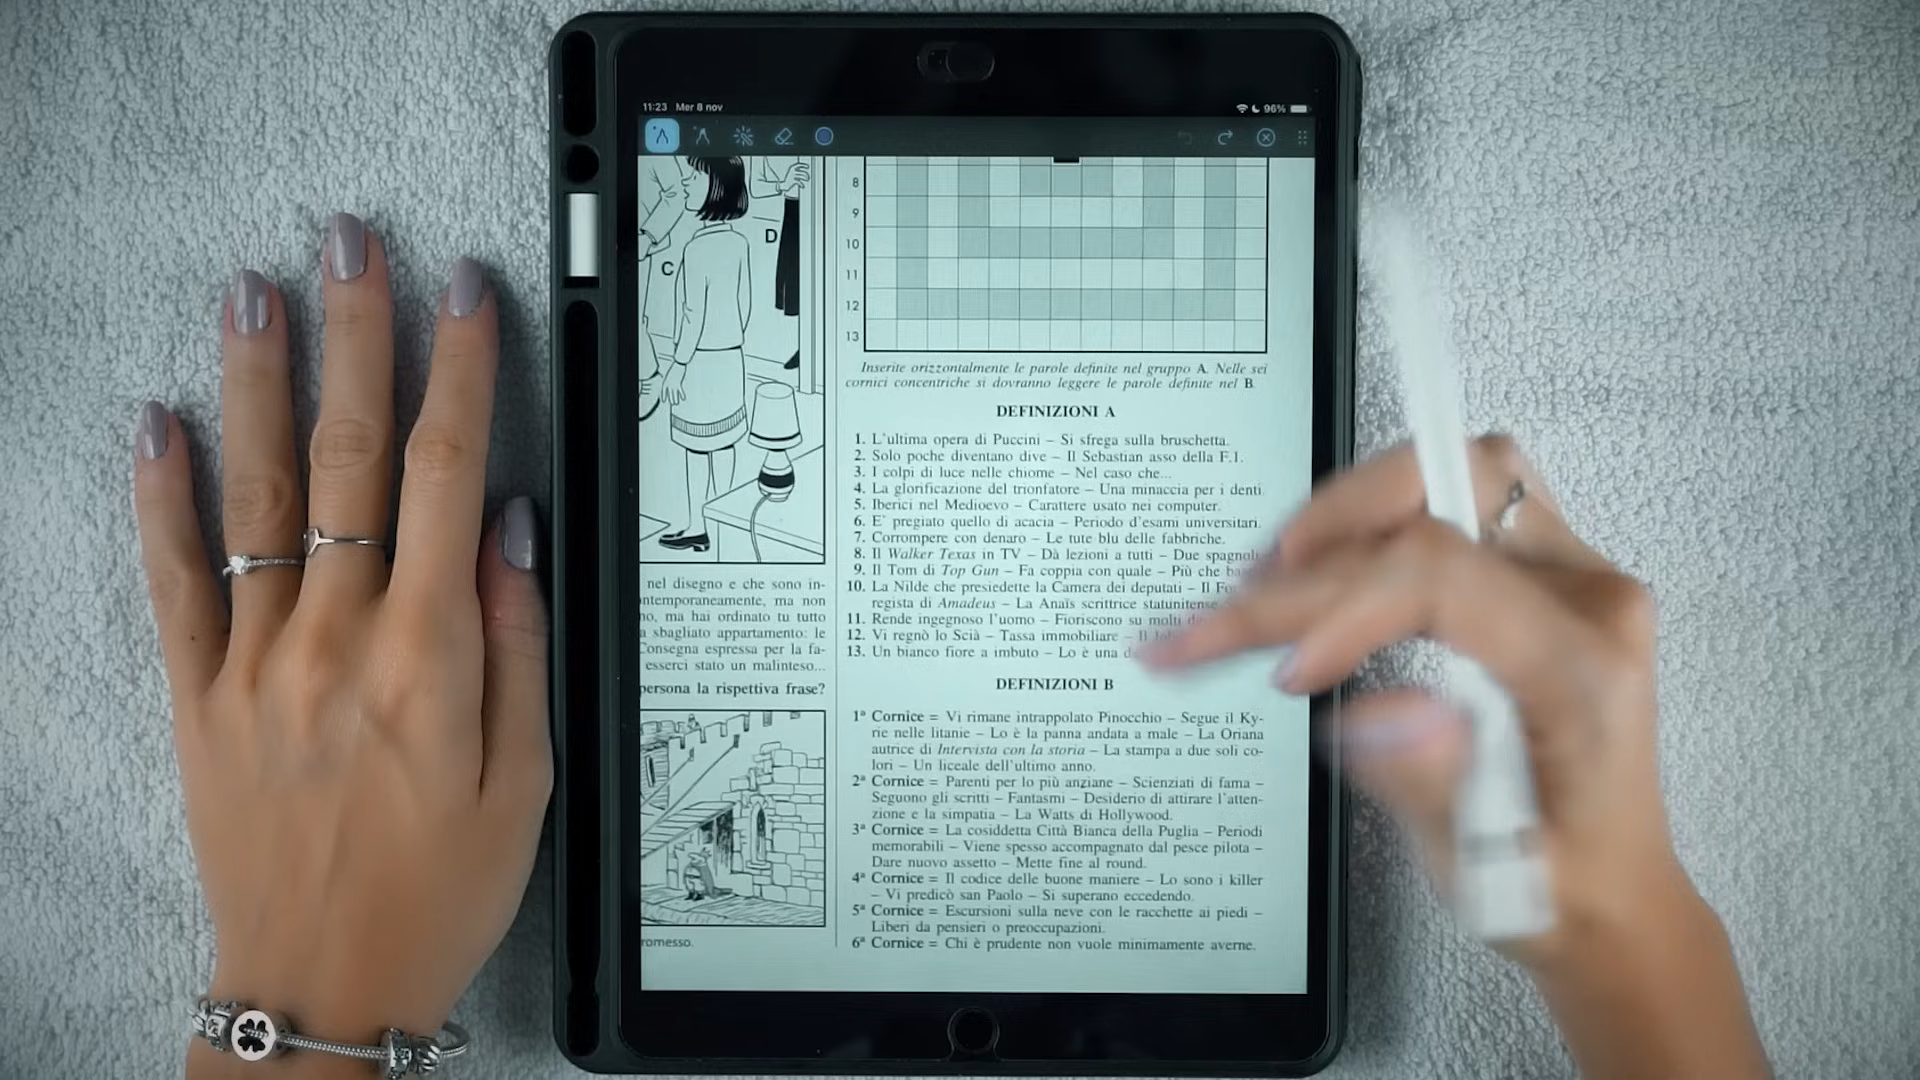 11:23 Mer 8 nov
96%
D
C
nel disegno e che sono in-
ntemporaneamente, ma non
no, ma hai ordinato tu tutto
a sbagliato appartamento: le
Consegna espressa per la fa-
esserci stato un malinteso...
persona la rispettiva frase?
romesso.
8
9
10
11
12
13
Inserite orizzontalmente le parole definite nel gruppo A. Nelle sei
cornici concentriche si dovranno leggere le parole definite nel B.
DEFINIZIONI A
1. L'ultima opera di Puccini – Si sfrega sulla bruschetta.
2. Solo poche diventano dive – Il Sebastian asso della F.1.
3. I colpi di luce nelle chiome – Nel caso che...
4. La glorificazione del trionfatore – Una minaccia per i denti.
5. Iberici nel Medioevo – Carattere usato nei computer.
6. E' pregiato quello di acacia – Periodo d'esami universitari.
7. Corrompere con denaro – Le tute blu delle fabbriche.
8. Il Walker Texas in TV – Dà lezioni a tutti – Due spagnoli
9. Il Tom di Top Gun – Fa coppia con quale – Più che
10. La Nilde che presiedette la Camera dei deputati – Il
regista di Amadeus – La Anaïs scrittrice statunitense
11. Rende ingegnoso l'uomo – Fioriscono su molti
12. Vi regnò lo Scià – Tassa immobiliare – Il
13. Un bianco fiore a imbuto – Lo è una
DEFINIZIONI B
1ª Cornice = Vi rimane intrappolato Pinocchio – Segue il Ky-
rie nelle litanie – Lo è la panna andata a male – La Oriana
autrice di Intervista con la storia – La stampa a due soli co-
lori – Un liceale dell'ultimo anno.
2ª Cornice = Parenti per lo più anziane – Scienziati di fama –
Seguono gli scritti – Fantasmi – Desiderio di attirare l'atten-
zione e la simpatia – La Watts di Hollywood.
3ª Cornice = La cosiddetta Città Bianca della Puglia – Periodi
memorabili – Viene spesso accompagnato dal pesce pilota –
Dare nuovo assetto – Mette fine al round.
4ª Cornice = Il codice delle buone maniere – Lo sono i killer
– Vi predicò san Paolo – Si superano eccedendo.
5ª Cornice = Escursioni sulla neve con le racchette ai piedi –
Liberi da pensieri o preoccupazioni.
6ª Cornice = Chi è prudente non vuole minimamente averne.